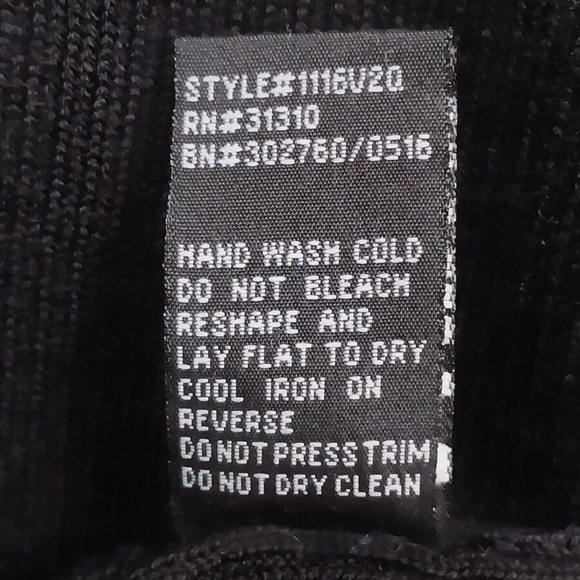 STYLE#1116V20
RN#31310
BN#302760/0516
HAND WASH COLD
DO NOT BLEACH
RESHAPE AND
LAY FLAT TO DRY
COOL IRON ON
REVERSE
DO NOT PRESS TRIM
DO NOT DRY CLEAN